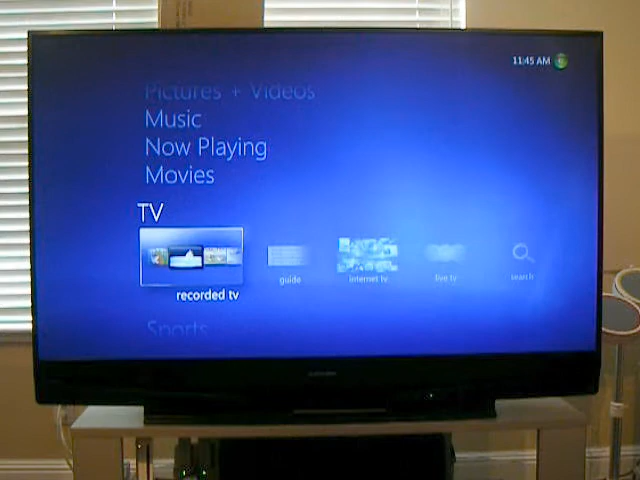 11:45 AM
Pictures + Videos
Music
Now Playing
Movies
TV
recorded tv
guide
internet tv
live tv
search
Sports